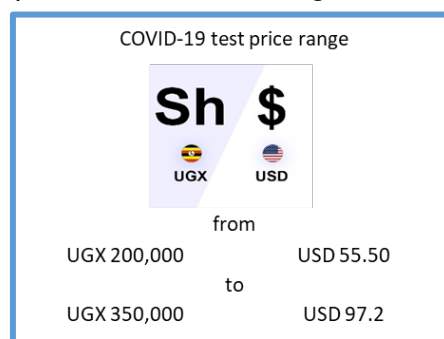 COVID-19 test price range
Sh $
UGX USD
from
UGX 200,000 USD 55.50
to
UGX 350,000 USD 97.2